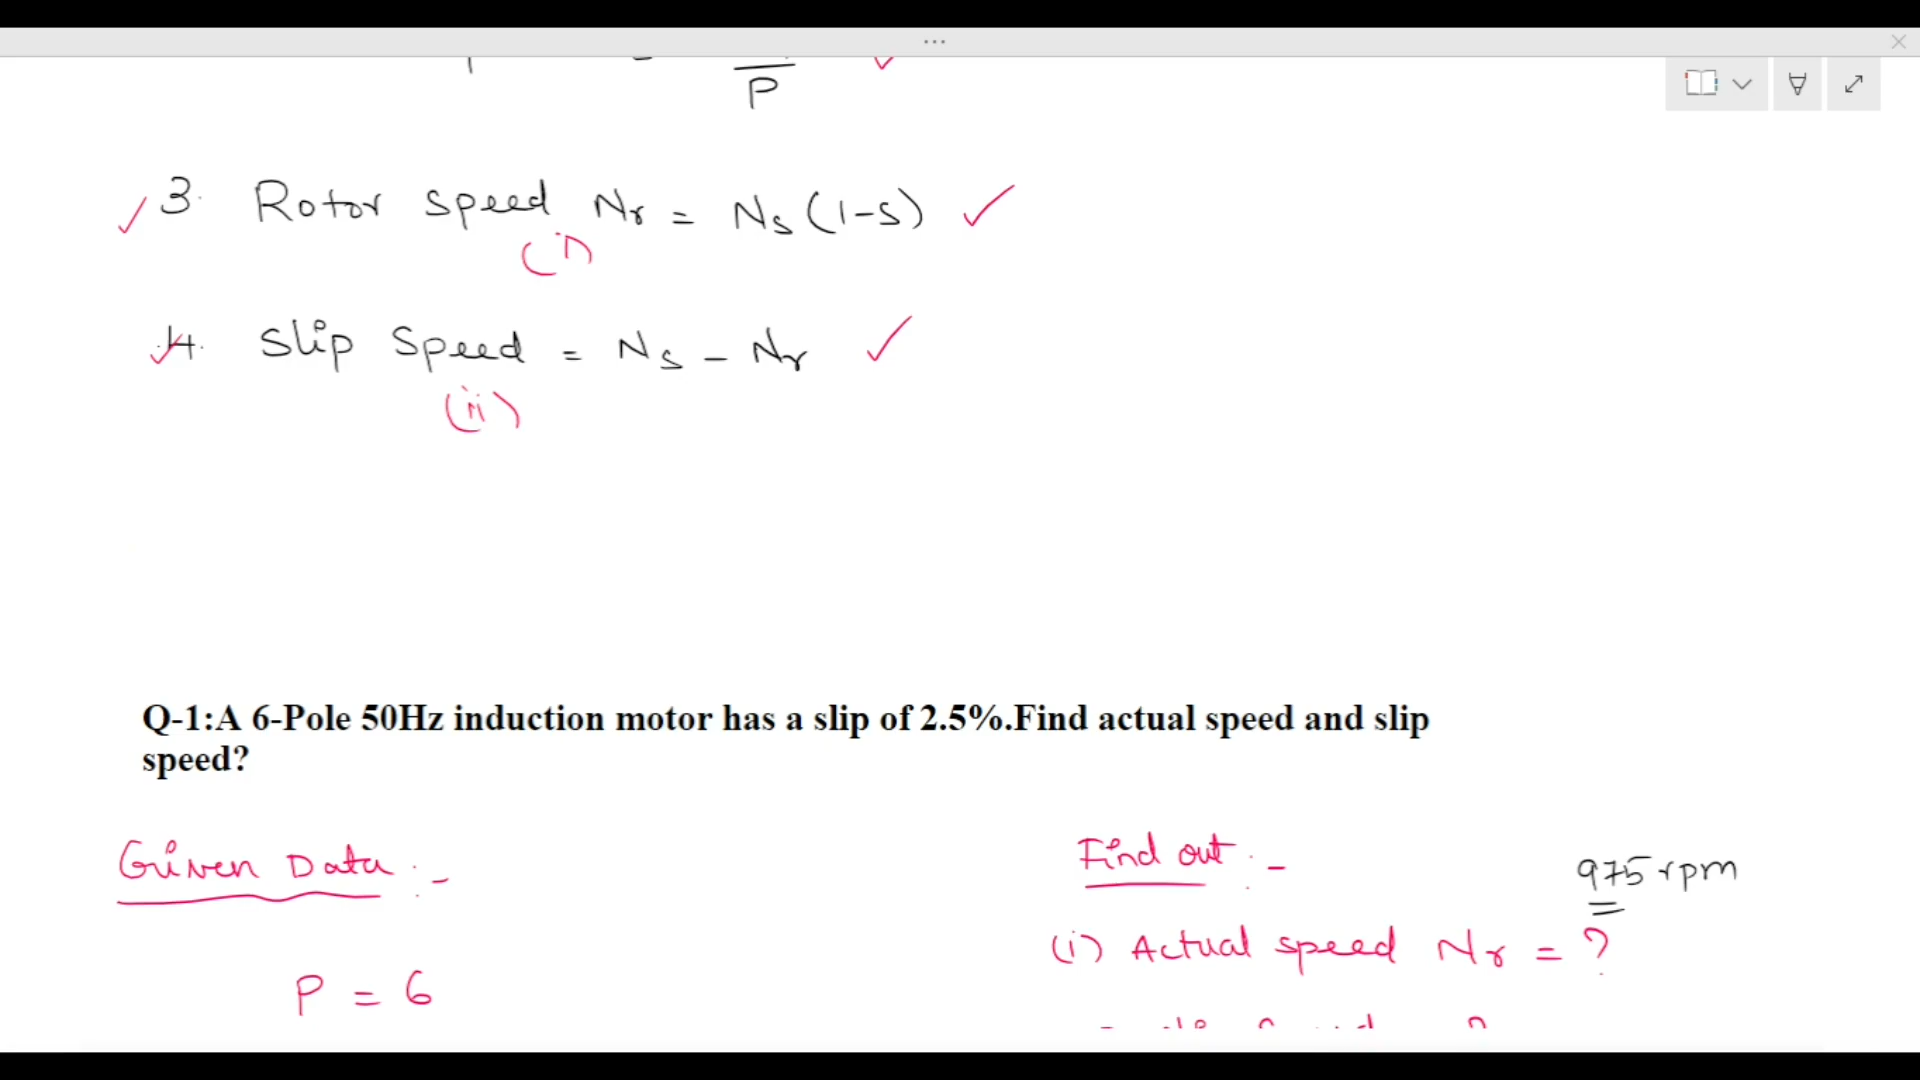 P
3. Rotor speed Nr = Ns (1-s)
(i)
4. Slip Speed = Ns - Nr
(ii)
Q-1:A 6-Pole 50Hz induction motor has a slip of 2.5%.Find actual speed and slip
speed?
Given Data :-
Find out :-
975 rpm
(i) Actual speed Nr = ?
P = 6